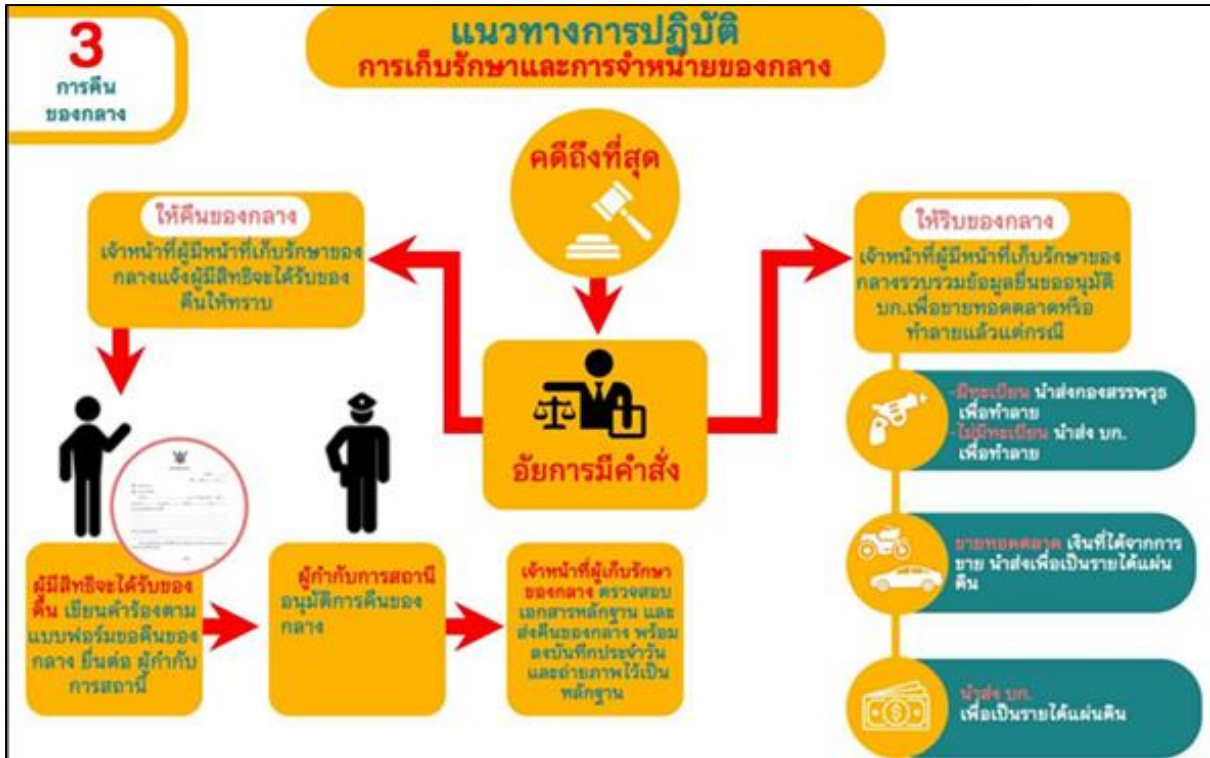 3
การคืน
ของกลาง
แนวทางการปฏิบัติ
การเก็บรักษาและการจำหน่ายของกลาง
คดีถึงที่สุด
ให้คืนของกลาง
เจ้าหน้าที่ผู้มีหน้าที่เก็บรักษาของ
กลางแจ้งผู้มีสิทธิจะได้รับของ
คืนให้ทราบ
อัยการมีคำสั่ง
ให้ริบของกลาง
เจ้าหน้าที่ผู้มีหน้าที่เก็บรักษาของ
กลางรวบรวมข้อมูลยื่นขออนุมัติ
บก.เพื่อขายทอดตลาดหรือ
ทำลายแล้วแต่กรณี
ผู้มีสิทธิจะได้รับของ
คืน เขียนคำร้องตาม
แบบฟอร์มขอคืนของ
กลาง ยื่นต่อ ผู้กำกับ
การสถานี
ผู้กำกับการสถานี
อนุมัติการคืนของ
กลาง
เจ้าหน้าที่ผู้เก็บรักษา
ของกลาง ตรวจสอบ
เอกสารหลักฐาน และ
ส่งคืนของกลาง พร้อม
ลงบันทึกประจำวัน
และถ่ายภาพไว้เป็น
หลักฐาน
-มีทะเบียน นำส่งกองสรรพาวุธ
เพื่อทำลาย
-ไม่มีทะเบียน นำส่ง บก.
เพื่อทำลาย
ขายทอดตลาด เงินที่ได้จากการ
ขาย นำส่งเพื่อเป็นรายได้แผ่น
ดิน
นำส่ง บก.
เพื่อเป็นรายได้แผ่นดิน